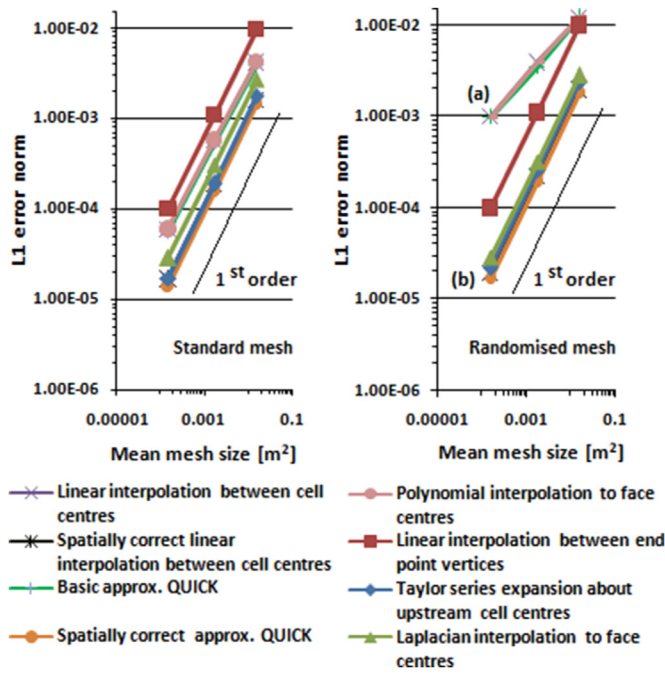 1.00E-02
1.00E-03
1.00E-04
1.00E-05
1.00E-06
L1 error norm
1 st order
Standard mesh
0.00001
0.001
0.1
Mean mesh size [m²]
1.00E-02
1.00E-03
1.00E-04
1.00E-05
1.00E-06
L1 error norm
(a)
(b)
1 st order
Randomised mesh
0.00001
0.001
0.1
Mean mesh size [m²]
Linear interpolation between cell
centres
Spatially correct linear
interpolation between cell centres
Basic approx. QUICK
Spatially correct approx. QUICK
Polynomial interpolation to face
centres
Linear interpolation between end
point vertices
Taylor series expansion about
upstream cell centres
Laplacian interpolation to face
centres